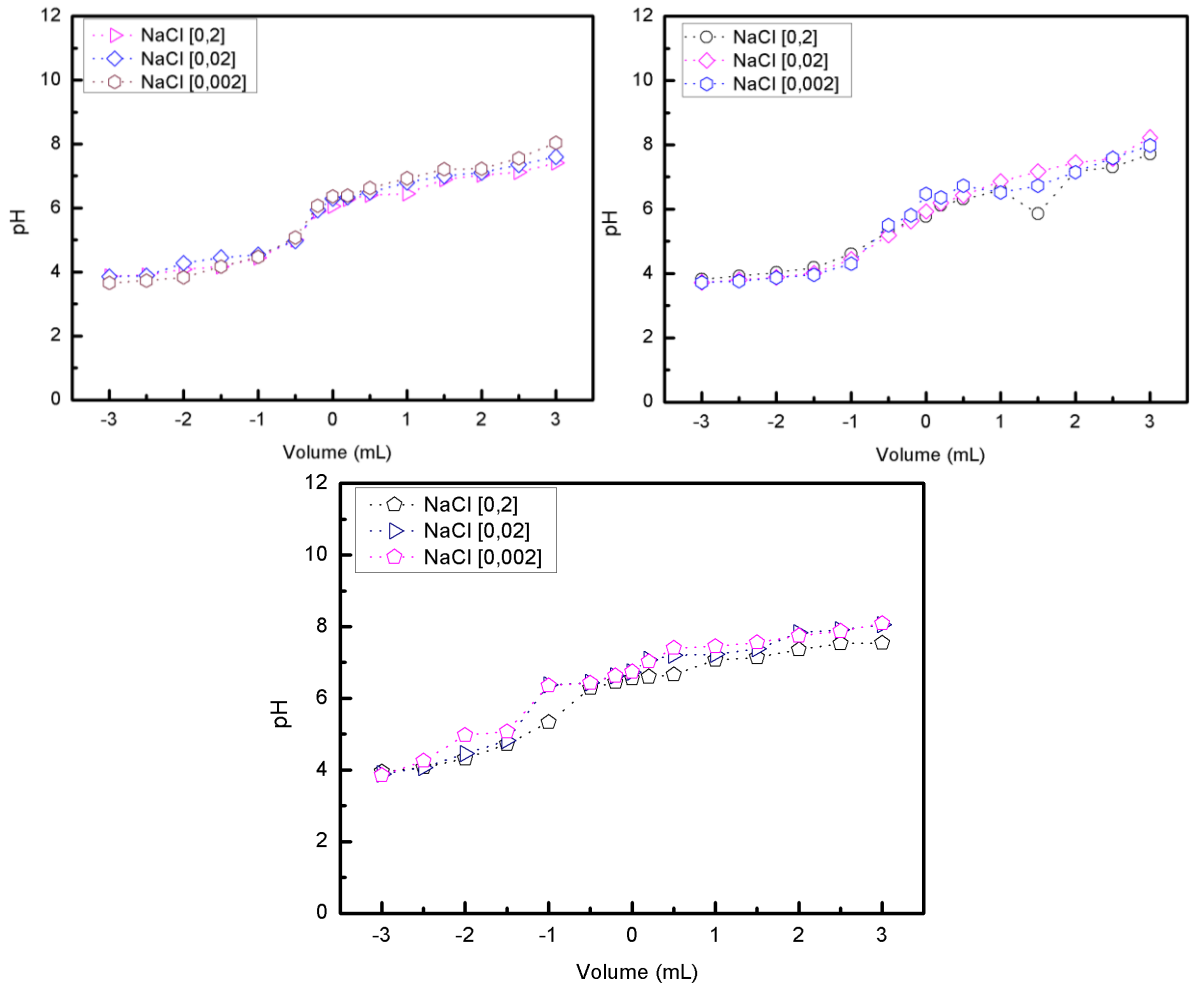 12
10
8
6
4
2
0
pH
NaCl [0,2]
NaCl [0,02]
NaCl [0,002]
-3 -2 -1 0 1 2 3
Volume (mL)
12
10
8
6
4
2
0
pH
NaCl [0,2]
NaCl [0,02]
NaCl [0,002]
-3 -2 -1 0 1 2 3
Volume (mL)
12
10
8
6
4
2
0
pH
NaCl [0,2]
NaCl [0,02]
NaCl [0,002]
-3 -2 -1 0 1 2 3
Volume (mL)